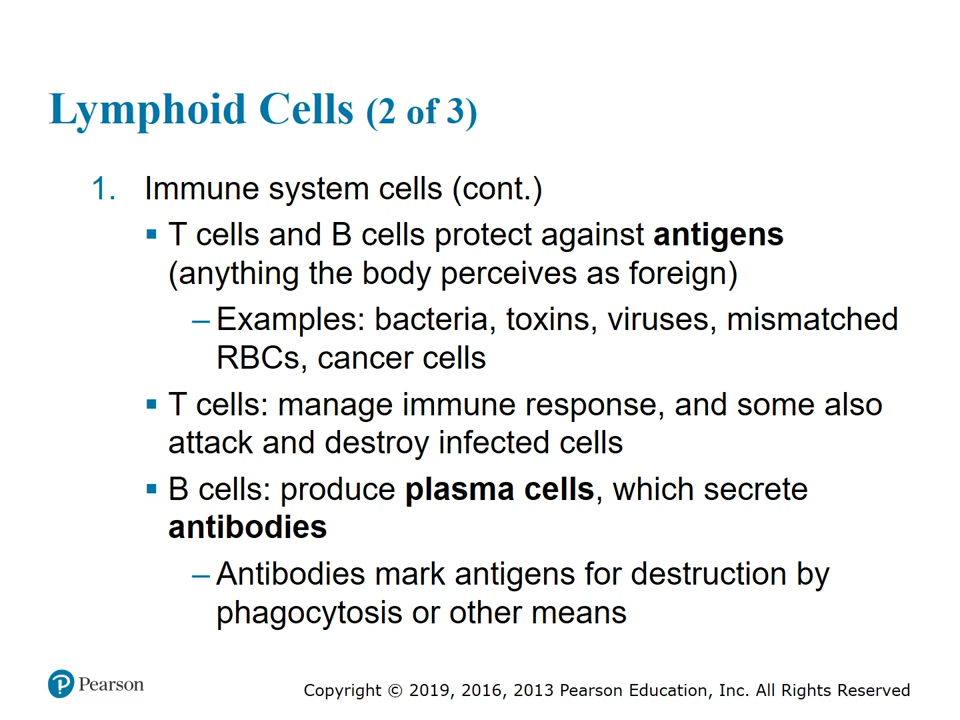 Lymphoid Cells (2 of 3)
1. Immune system cells (cont.)
▪ T cells and B cells protect against antigens
(anything the body perceives as foreign)
– Examples: bacteria, toxins, viruses, mismatched
RBCs, cancer cells
▪ T cells: manage immune response, and some also
attack and destroy infected cells
▪ B cells: produce plasma cells, which secrete
antibodies
– Antibodies mark antigens for destruction by
phagocytosis or other means
Pearson
Copyright © 2019, 2016, 2013 Pearson Education, Inc. All Rights Reserved